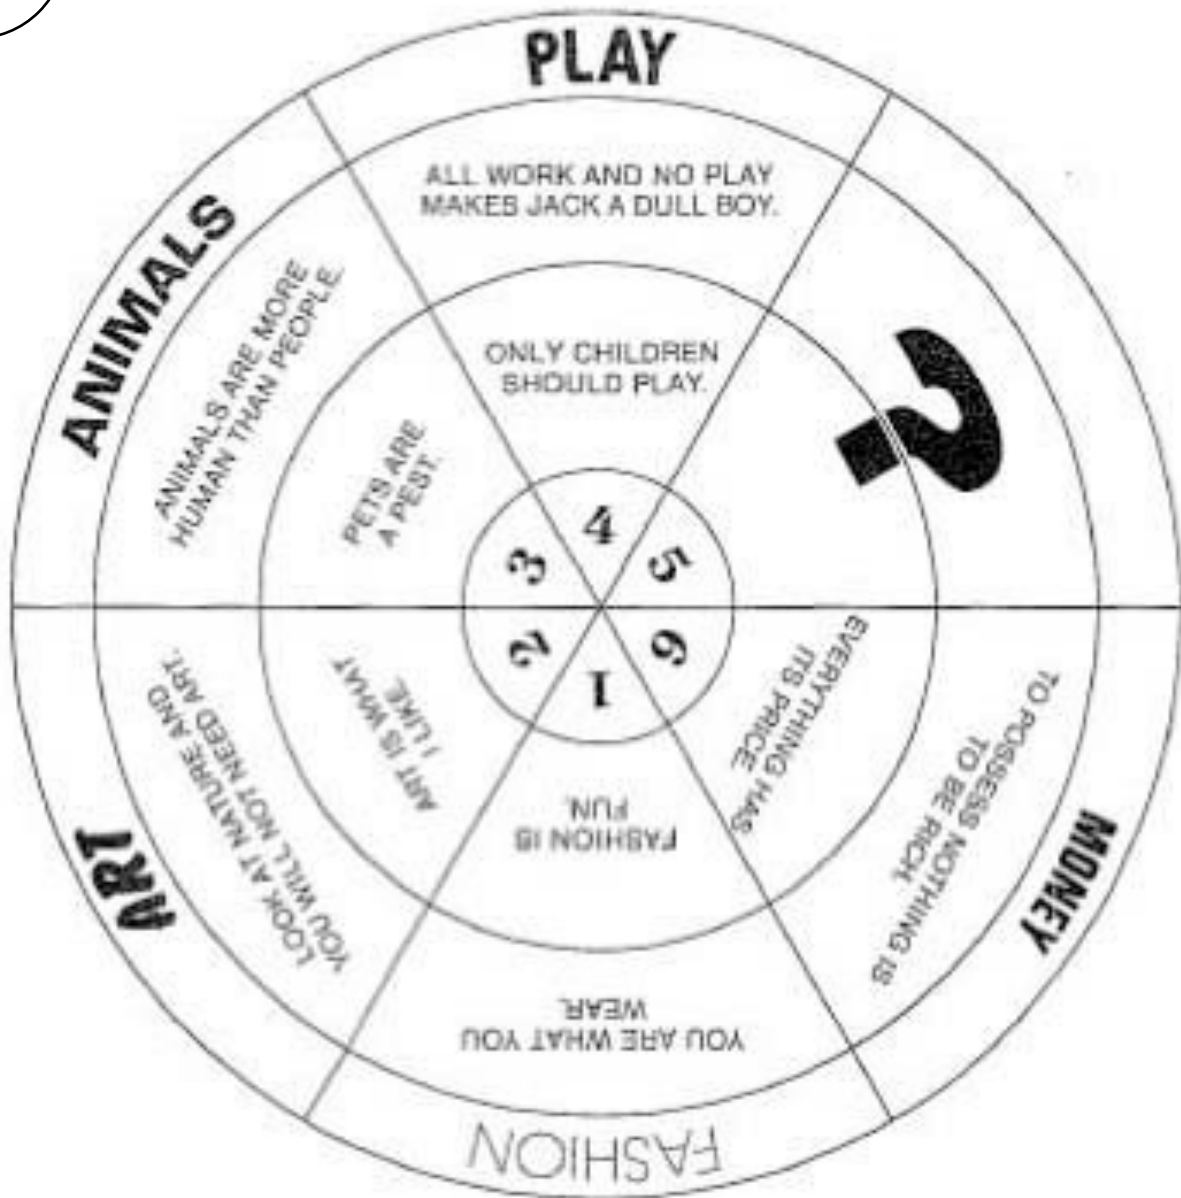 PLAY
ALL WORK AND NO PLAY
MAKES JACK A DULL BOY.
ONLY CHILDREN
SHOULD PLAY.
4
?
5
MONEY
TO POSSESS NOTHING IS
TO BE RICH.
EVERYTHING HAS
ITS PRICE.
6
FASHION
YOU ARE WHAT YOU
WEAR.
FASHION IS
FUN.
1
ART
LOOK AT NATURE AND
YOU WILL NOT NEED ART.
ART IS WHAT
I LIKE.
2
ANIMALS
ANIMALS ARE MORE
HUMAN THAN PEOPLE.
PETS ARE
A PEST.
3